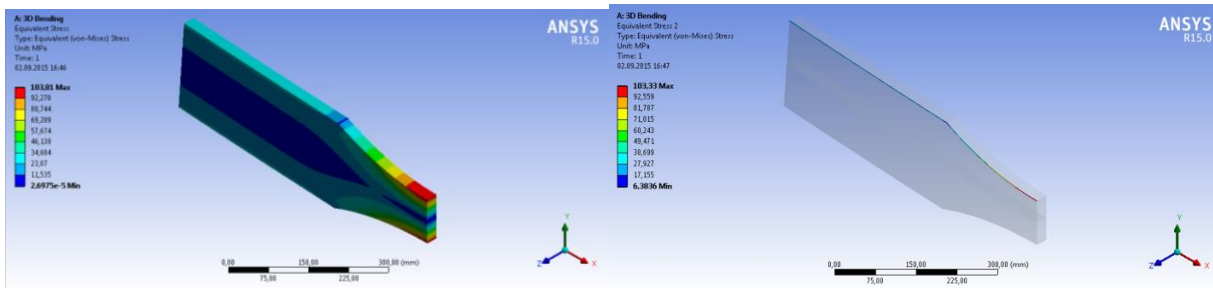 A: 3D Bending
Equivalent Stress
Type: Equivalent (von-Mises) Stress
Unit: MPa
Time: 1
02.09.2015 16:46
103,81 Max
92,278
80,744
69,209
57,674
46,139
34,604
23,07
11,535
2,6975e-5 Min
ANSYS
R15.0
Y
Z
X
0,00
150,00
300,00 (mm)
75,00
225,00
A: 3D Bending
Equivalent Stress 2
Type: Equivalent (von-Mises) Stress
Unit: MPa
Time: 1
02.09.2015 16:47
103,33 Max
92,559
81,787
71,015
60,243
49,471
38,699
27,927
17,155
6,3836 Min
ANSYS
R15.0
Y
Z
X
0,00
150,00
300,00 (mm)
75,00
225,00